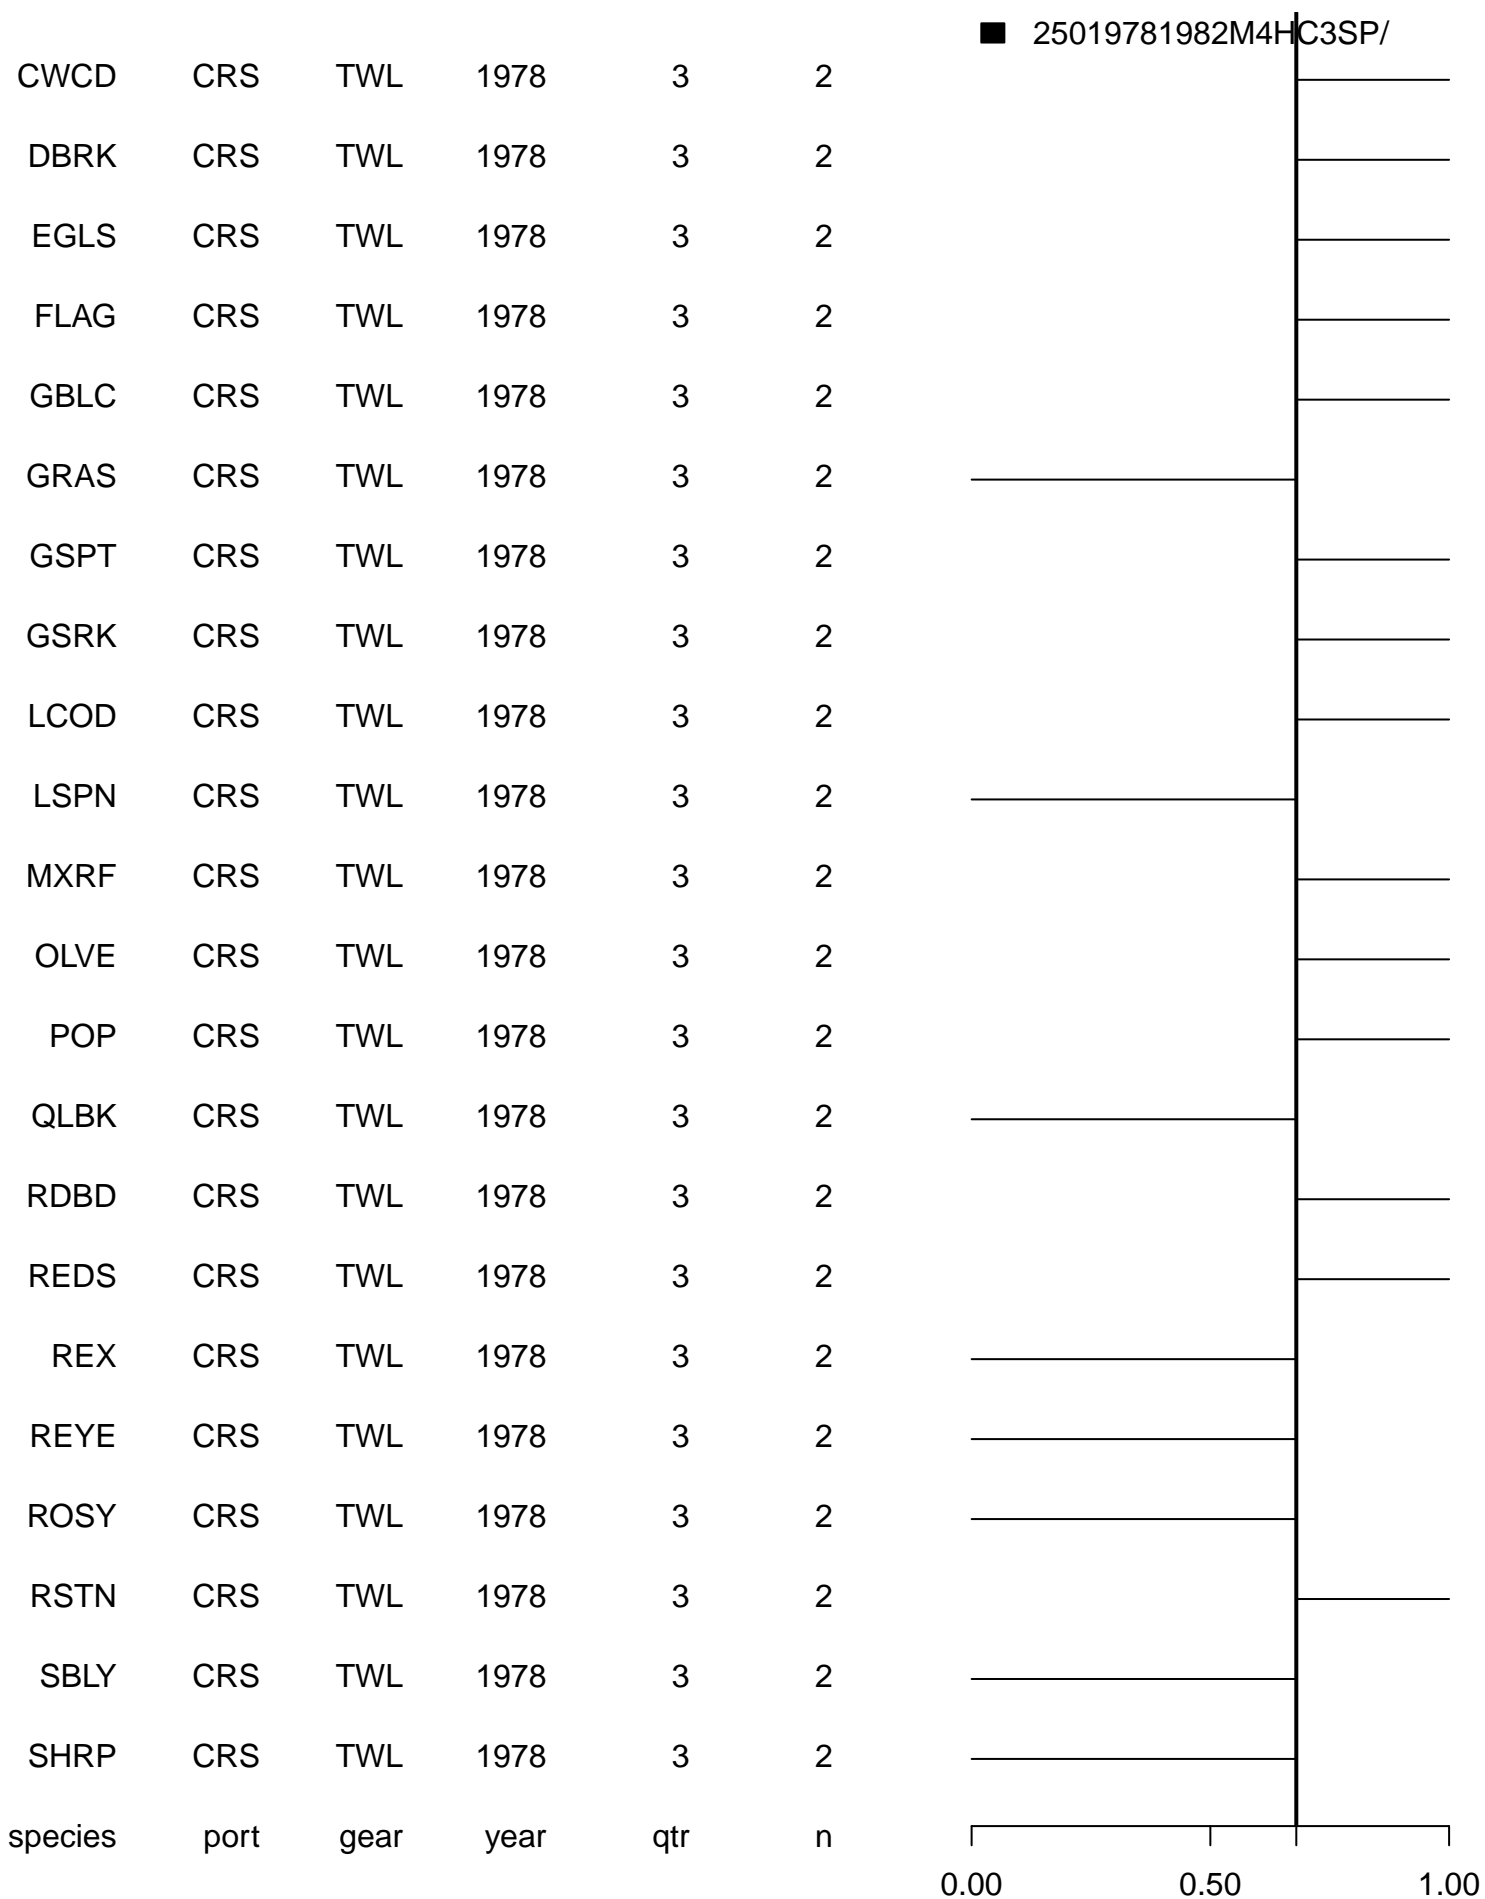 25019781982M4HC3SP/
CWCD CRS TWL 1978 3 2
DBRK CRS TWL 1978 3 2
EGLS CRS TWL 1978 3 2
FLAG CRS TWL 1978 3 2
GBLC CRS TWL 1978 3 2
GRAS CRS TWL 1978 3 2
GSPT CRS TWL 1978 3 2
GSRK CRS TWL 1978 3 2
LCOD CRS TWL 1978 3 2
LSPN CRS TWL 1978 3 2
MXRF CRS TWL 1978 3 2
OLVE CRS TWL 1978 3 2
POP CRS TWL 1978 3 2
QLBK CRS TWL 1978 3 2
RDBD CRS TWL 1978 3 2
REDS CRS TWL 1978 3 2
REX CRS TWL 1978 3 2
REYE CRS TWL 1978 3 2
ROSY CRS TWL 1978 3 2
RSTN CRS TWL 1978 3 2
SBLY CRS TWL 1978 3 2
SHRP CRS TWL 1978 3 2
species port gear year qtr n
0.00 0.50 1.00